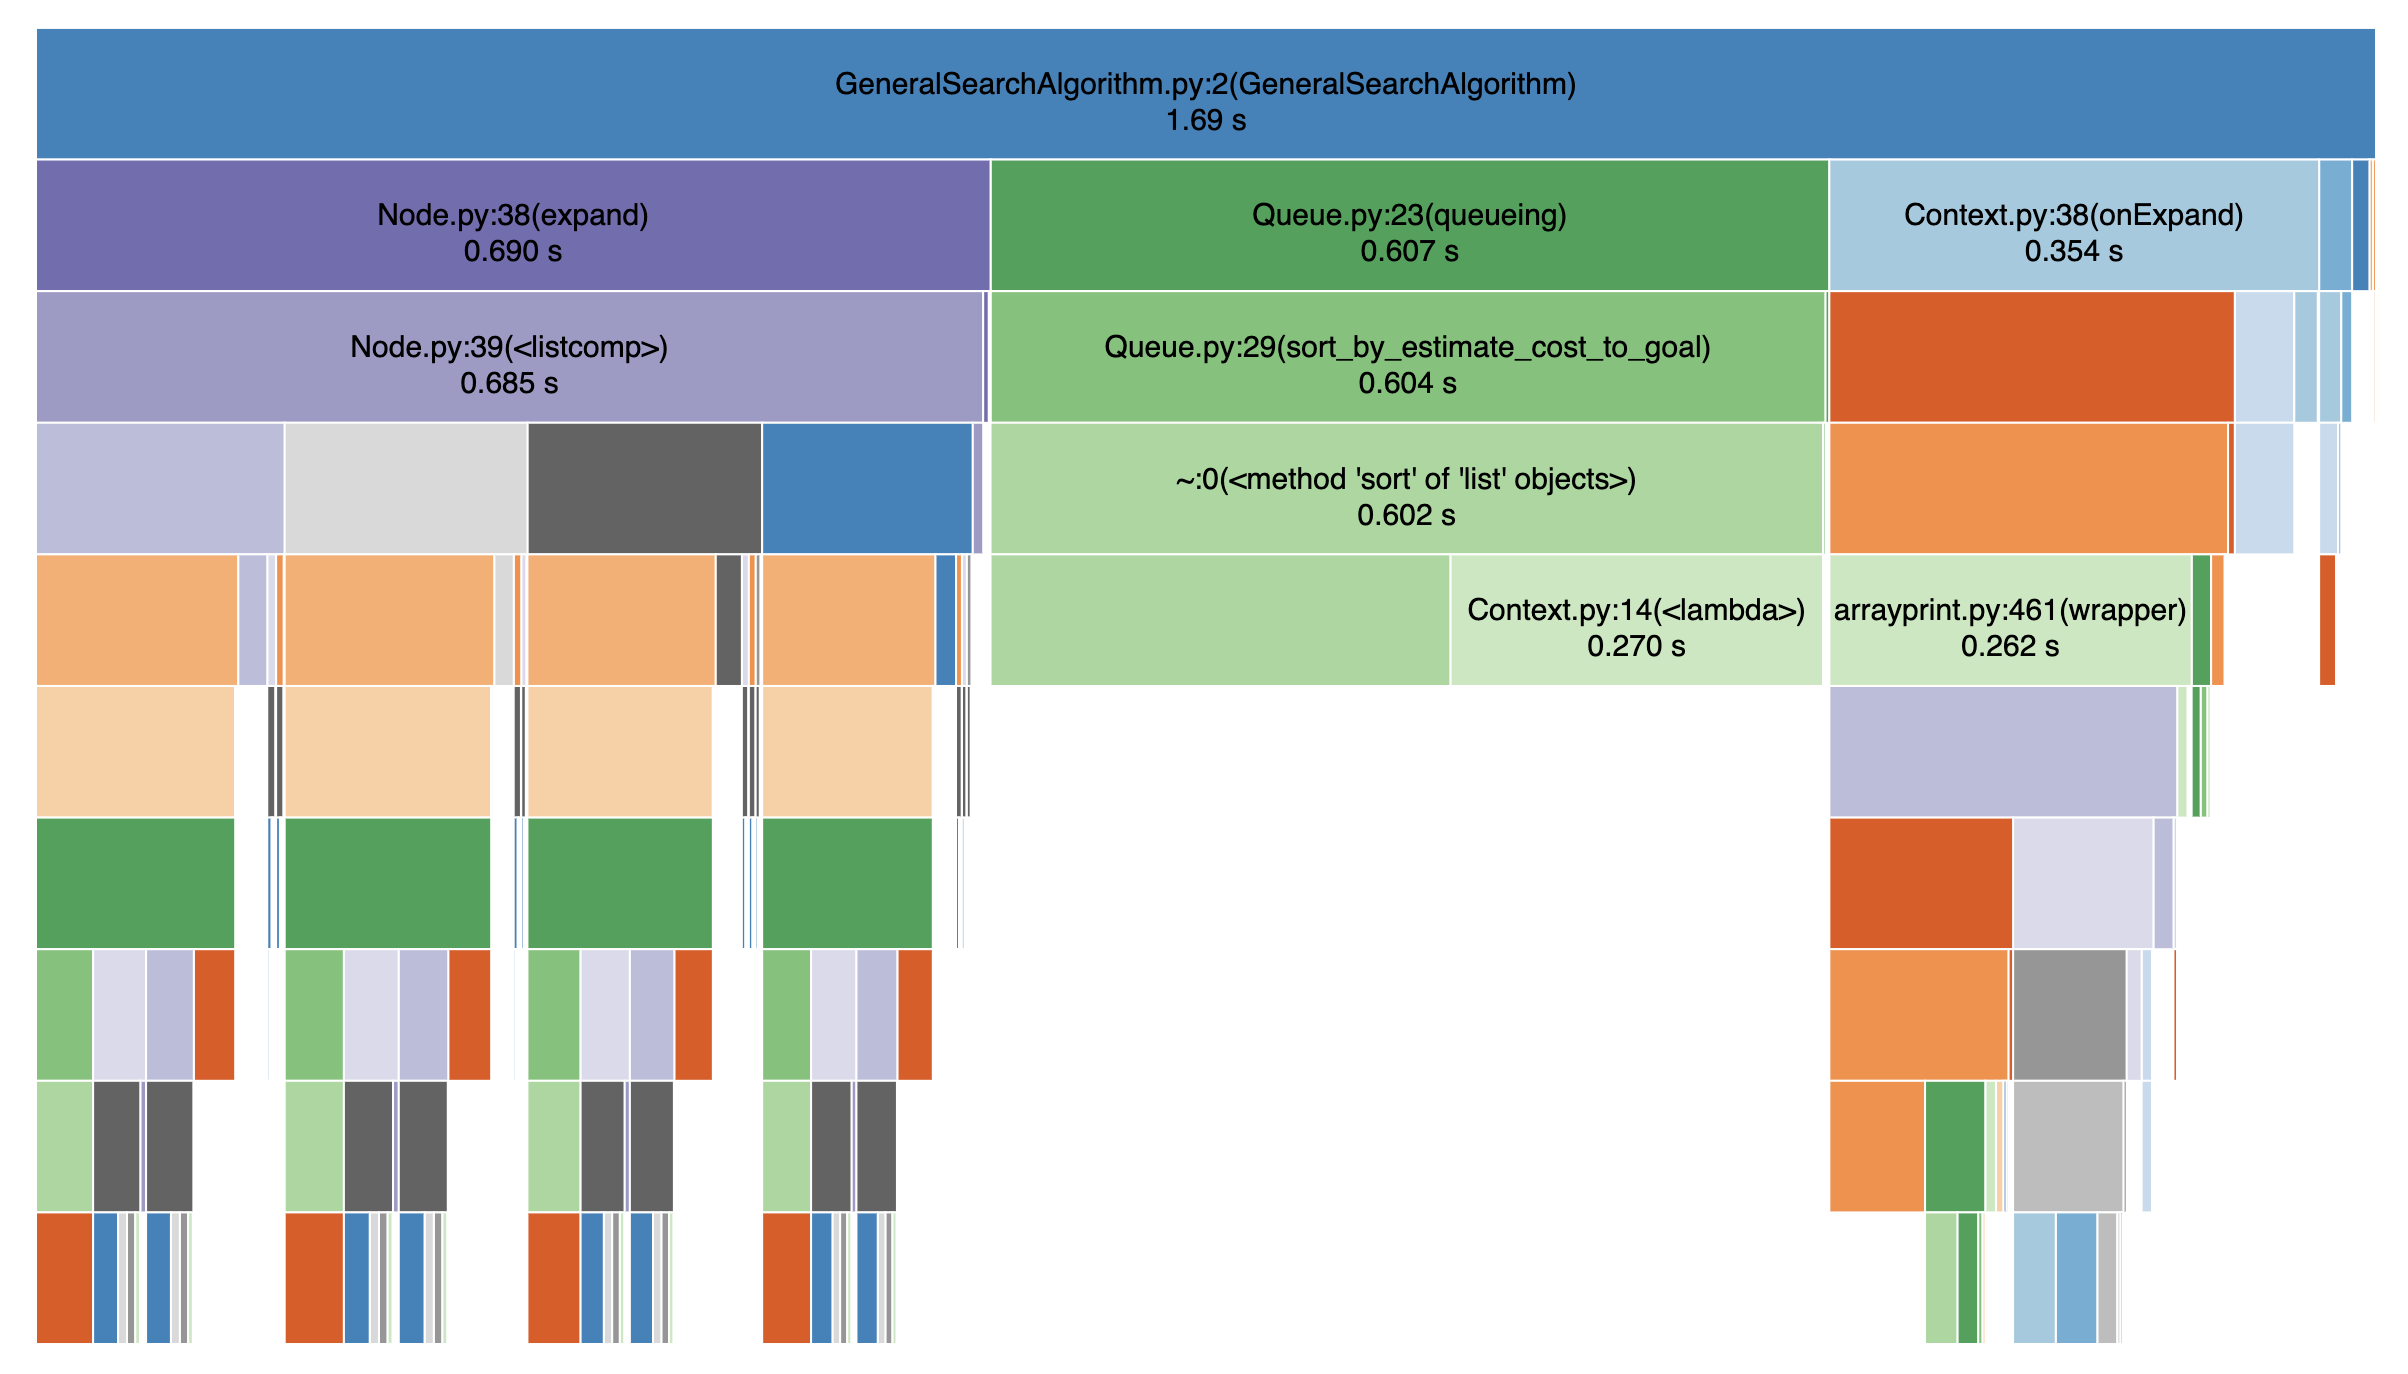 GeneralSearchAlgorithm.py:2(GeneralSearchAlgorithm)
1.69 s
Node.py:38(expand)
0.690 s
Queue.py:23(queueing)
0.607 s
Context.py:38(onExpand)
0.354 s
Node.py:39(<listcomp>)
0.685 s
Queue.py:29(sort_by_estimate_cost_to_goal)
0.604 s
~:0(<method 'sort' of 'list' objects>)
0.602 s
Context.py:14(<lambda>)
0.270 s
arrayprint.py:461(wrapper)
0.262 s